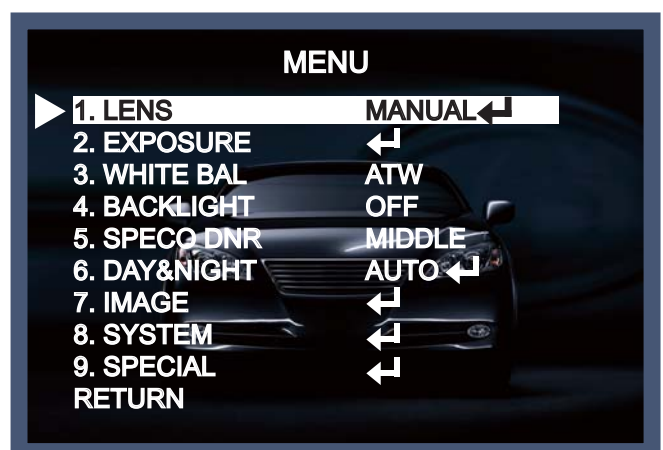 MENU
1. LENS MANUAL↵
2. EXPOSURE ↵
3. WHITE BAL ATW
4. BACKLIGHT OFF
5. SPECO DNR MIDDLE
6. DAY&NIGHT AUTO↵
7. IMAGE ↵
8. SYSTEM ↵
9. SPECIAL ↵
RETURN